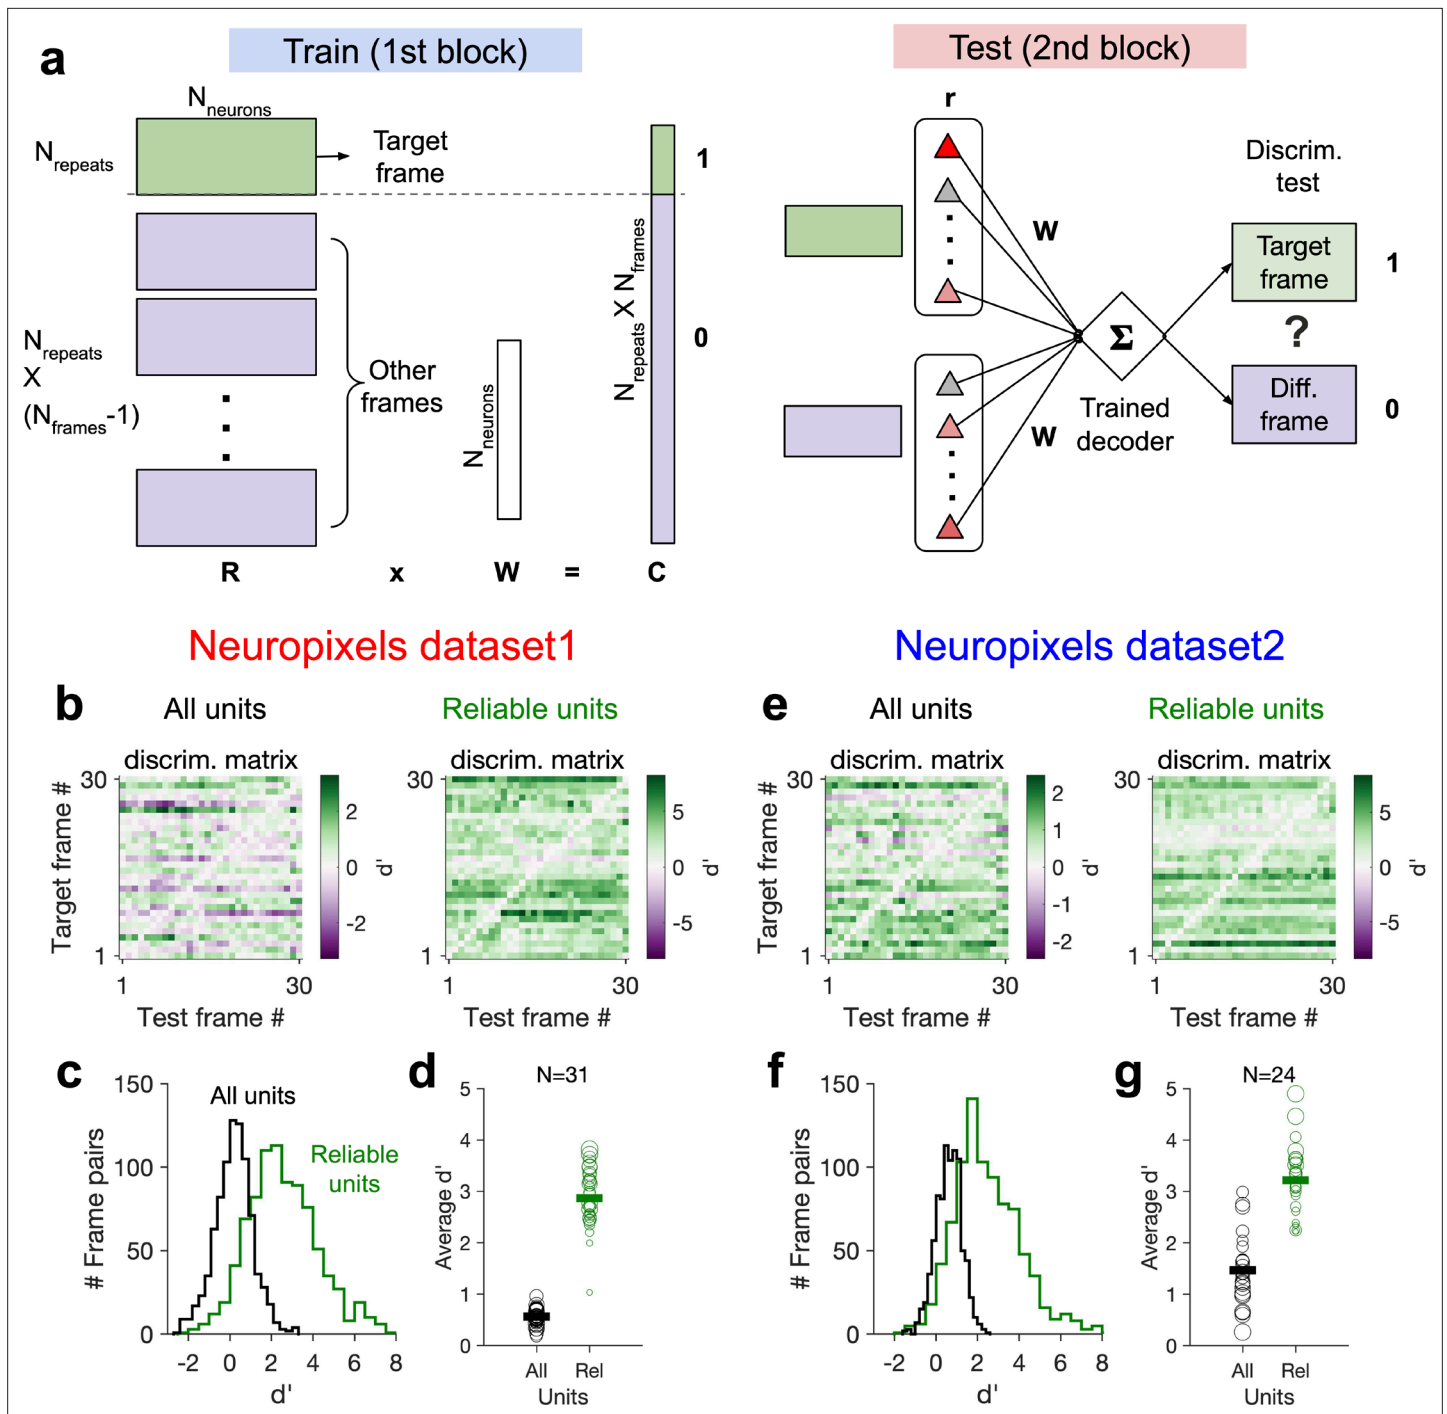 a
Train (1st block)
Test (2nd block)
N neurons
N repeats
Target
frame
1
N repeats
X
(N frames-1)
Other
frames
N neurons
N repeats X N frames
0
R
x
W
=
C
r
W
W
Σ
Trained
decoder
Discrim.
test
Target
frame
1
?
Diff.
frame
0
Neuropixels dataset1
Neuropixels dataset2
b
All units
Reliable units
discrim. matrix
discrim. matrix
Target frame #
30
1
1
30
Test frame #
2
0
-2
d'
30
1
1
30
Test frame #
5
0
-5
d'
e
All units
Reliable units
discrim. matrix
discrim. matrix
Target frame #
30
1
1
30
Test frame #
2
1
0
-1
-2
d'
30
1
1
30
Test frame #
5
0
-5
d'
c
# Frame pairs
150
100
50
0
All units
Reliable
units
-2 0 2 4 6 8
d'
d
N=31
Average d'
5
4
3
2
1
0
All Rel
Units
f
# Frame pairs
150
100
50
0
-2 0 2 4 6 8
d'
g
N=24
Average d'
5
4
3
2
1
0
All Rel
Units